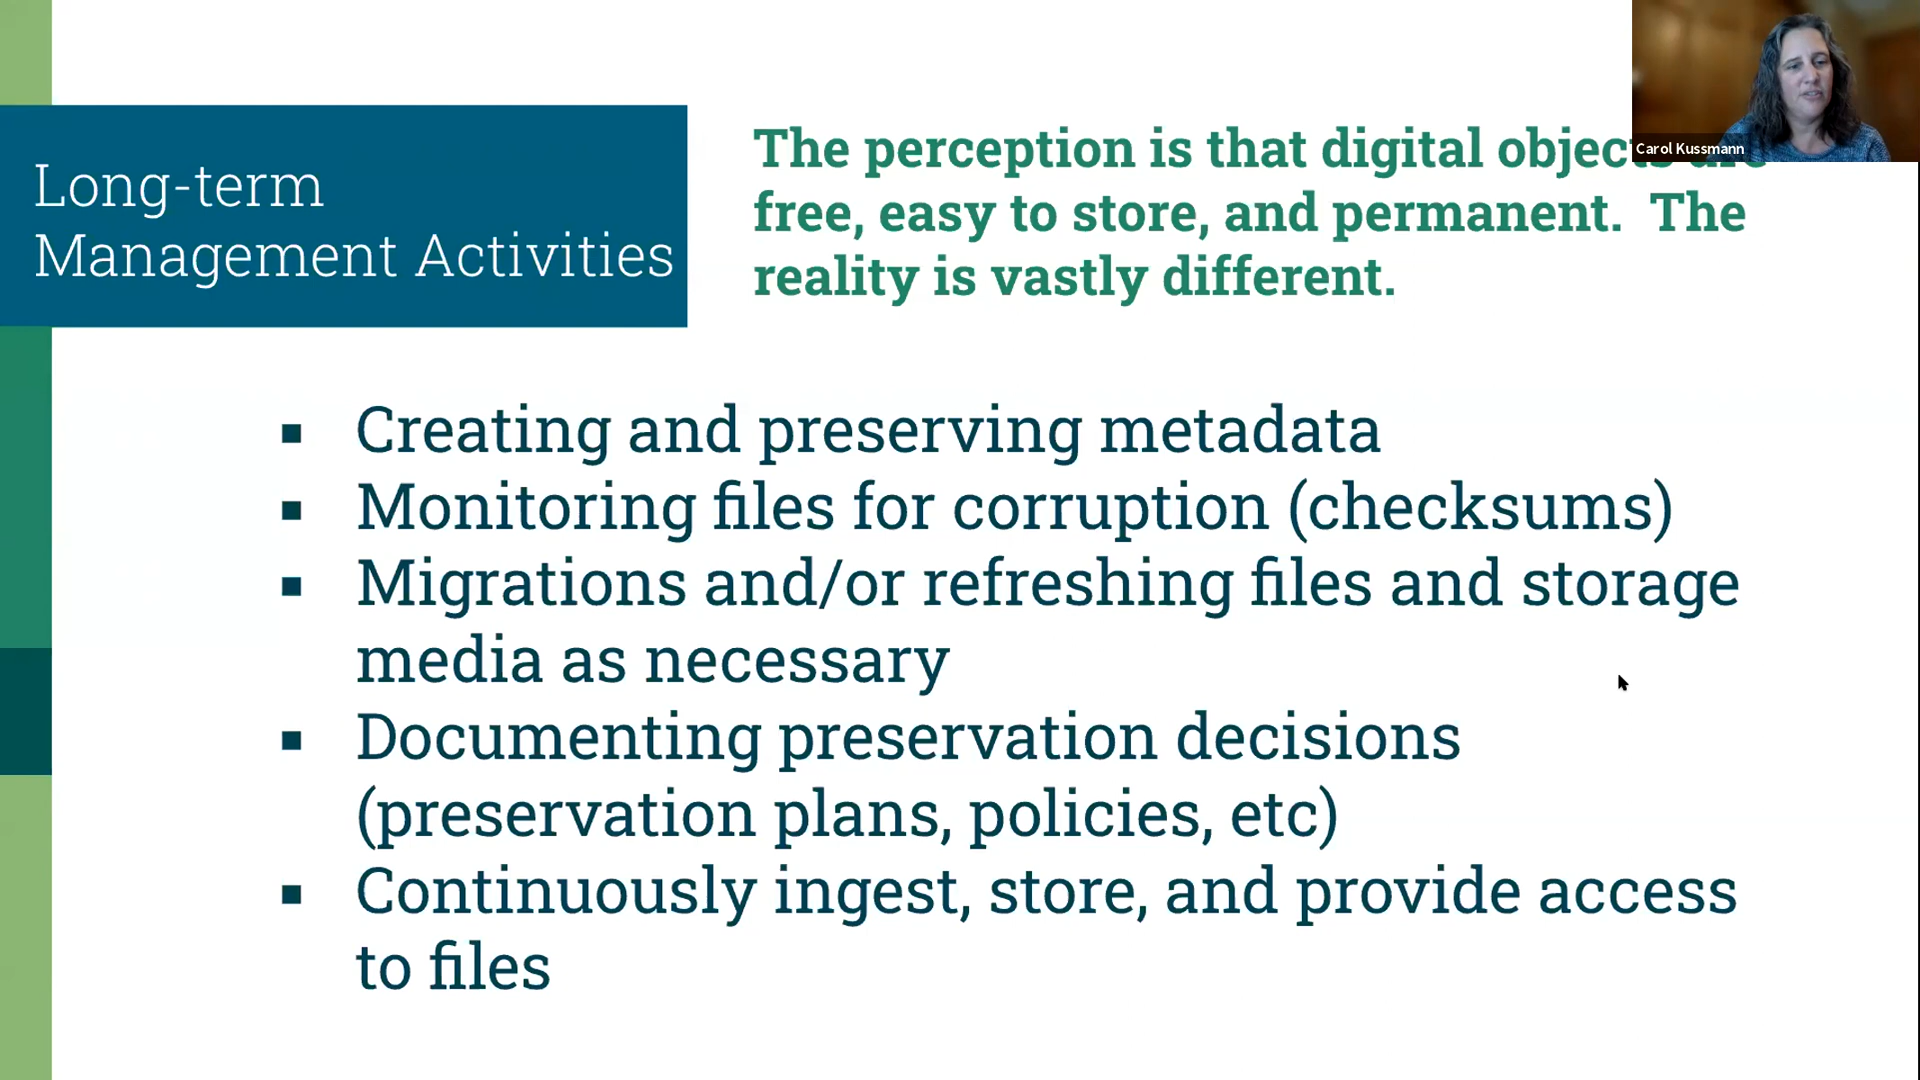 Long-term
Management Activities
The perception is that digital objects are
free, easy to store, and permanent.  The
reality is vastly different.
Carol Kussmann
▪ Creating and preserving metadata
▪ Monitoring files for corruption (checksums)
▪ Migrations and/or refreshing files and storage
media as necessary
▪ Documenting preservation decisions
(preservation plans, policies, etc)
▪ Continuously ingest, store, and provide access
to files